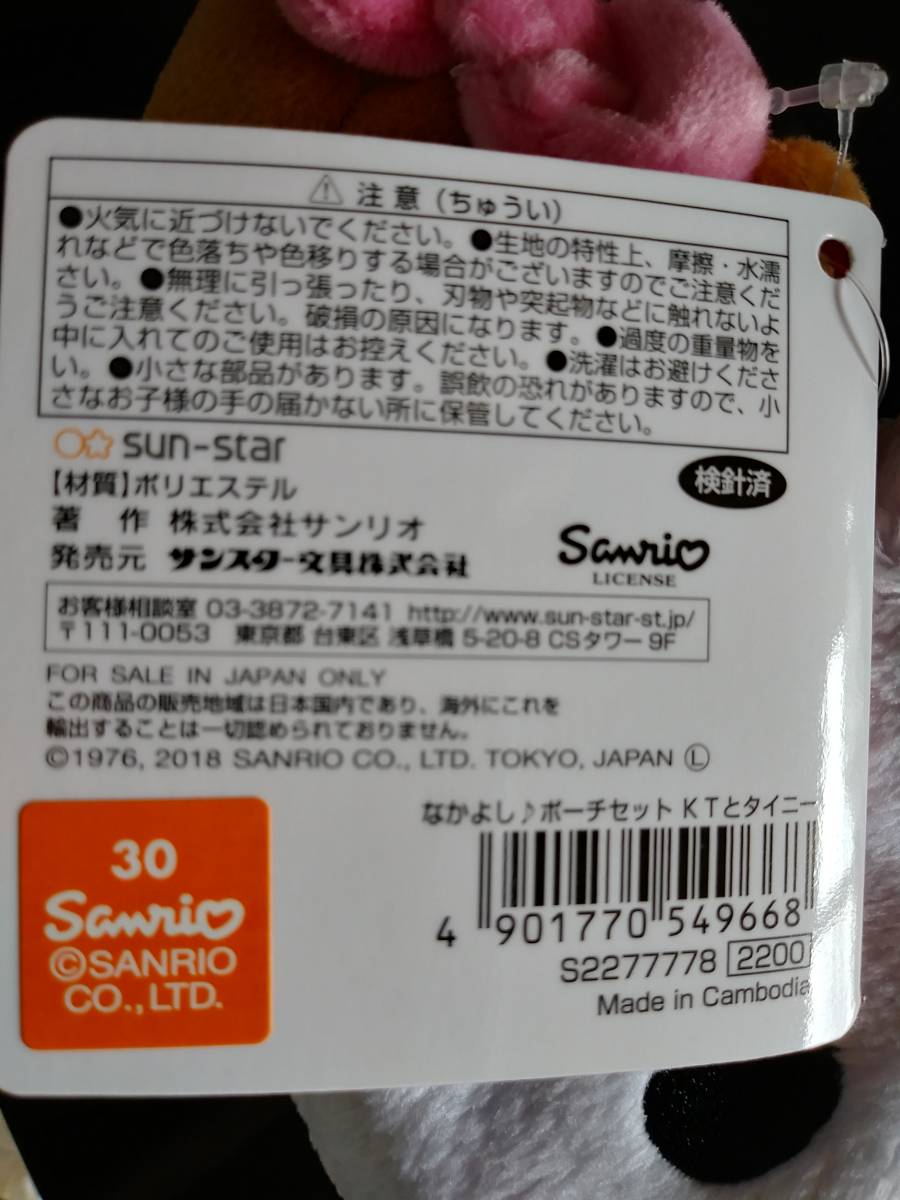 ⚠ 注意（ちゅうい）
●火気に近づけないでください。●生地の特性上、摩擦・水濡
れなどで色落ちや色移りする場合がございますのでご注意くだ
さい。●無理に引っ張ったり、刃物や突起物などに触れないよ
うご注意ください。破損の原因になります。●過度の重量物を
中に入れてのご使用はお控えください。●洗濯はお避けくださ
い。●小さな部品があります。誤飲の恐れがありますので、小
さなお子様の手の届かない所に保管してください。
sun-star
【材質】ポリエステル
検針済
著 作 株式会社サンリオ
発売元 サンスター文具株式会社
Sanrio
LICENSE
お客様相談室 03-3872-7141 http://www.sun-star-st.jp/
〒111-0053 東京都 台東区 浅草橋 5-20-8 CSタワー 9F
FOR SALE IN JAPAN ONLY
この商品の販売地域は日本国内であり、海外にこれを
輸出することは一切認められておりません。
©1976, 2018 SANRIO CO., LTD. TOKYO, JAPAN Ⓛ
30
Sanrio
©SANRIO
CO.,LTD.
なかよし♪ポーチセット KTとタイニー
4 901770 549668
S2277778 2200
Made in Cambodia